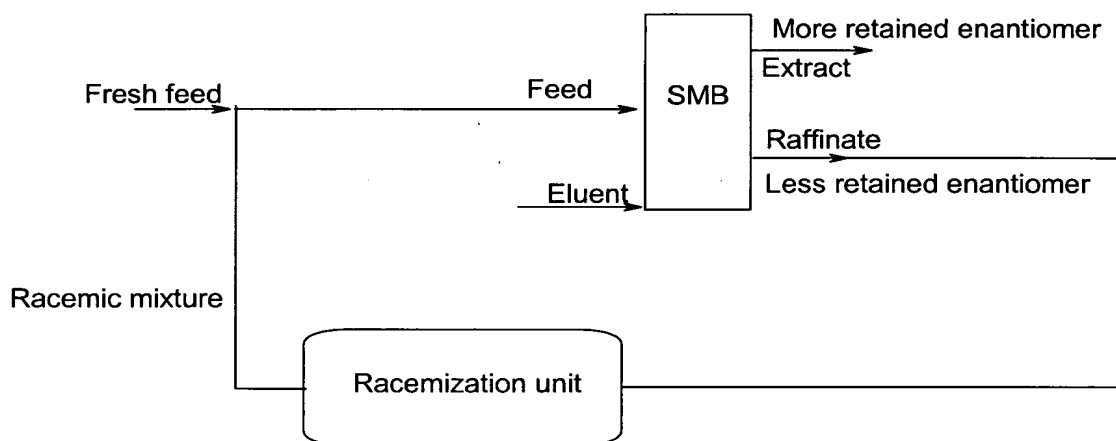 More retained enantiomer
Extract
Fresh feed
Feed
SMB
Raffinate
Less retained enantiomer
Eluent
Racemic mixture
Racemization unit